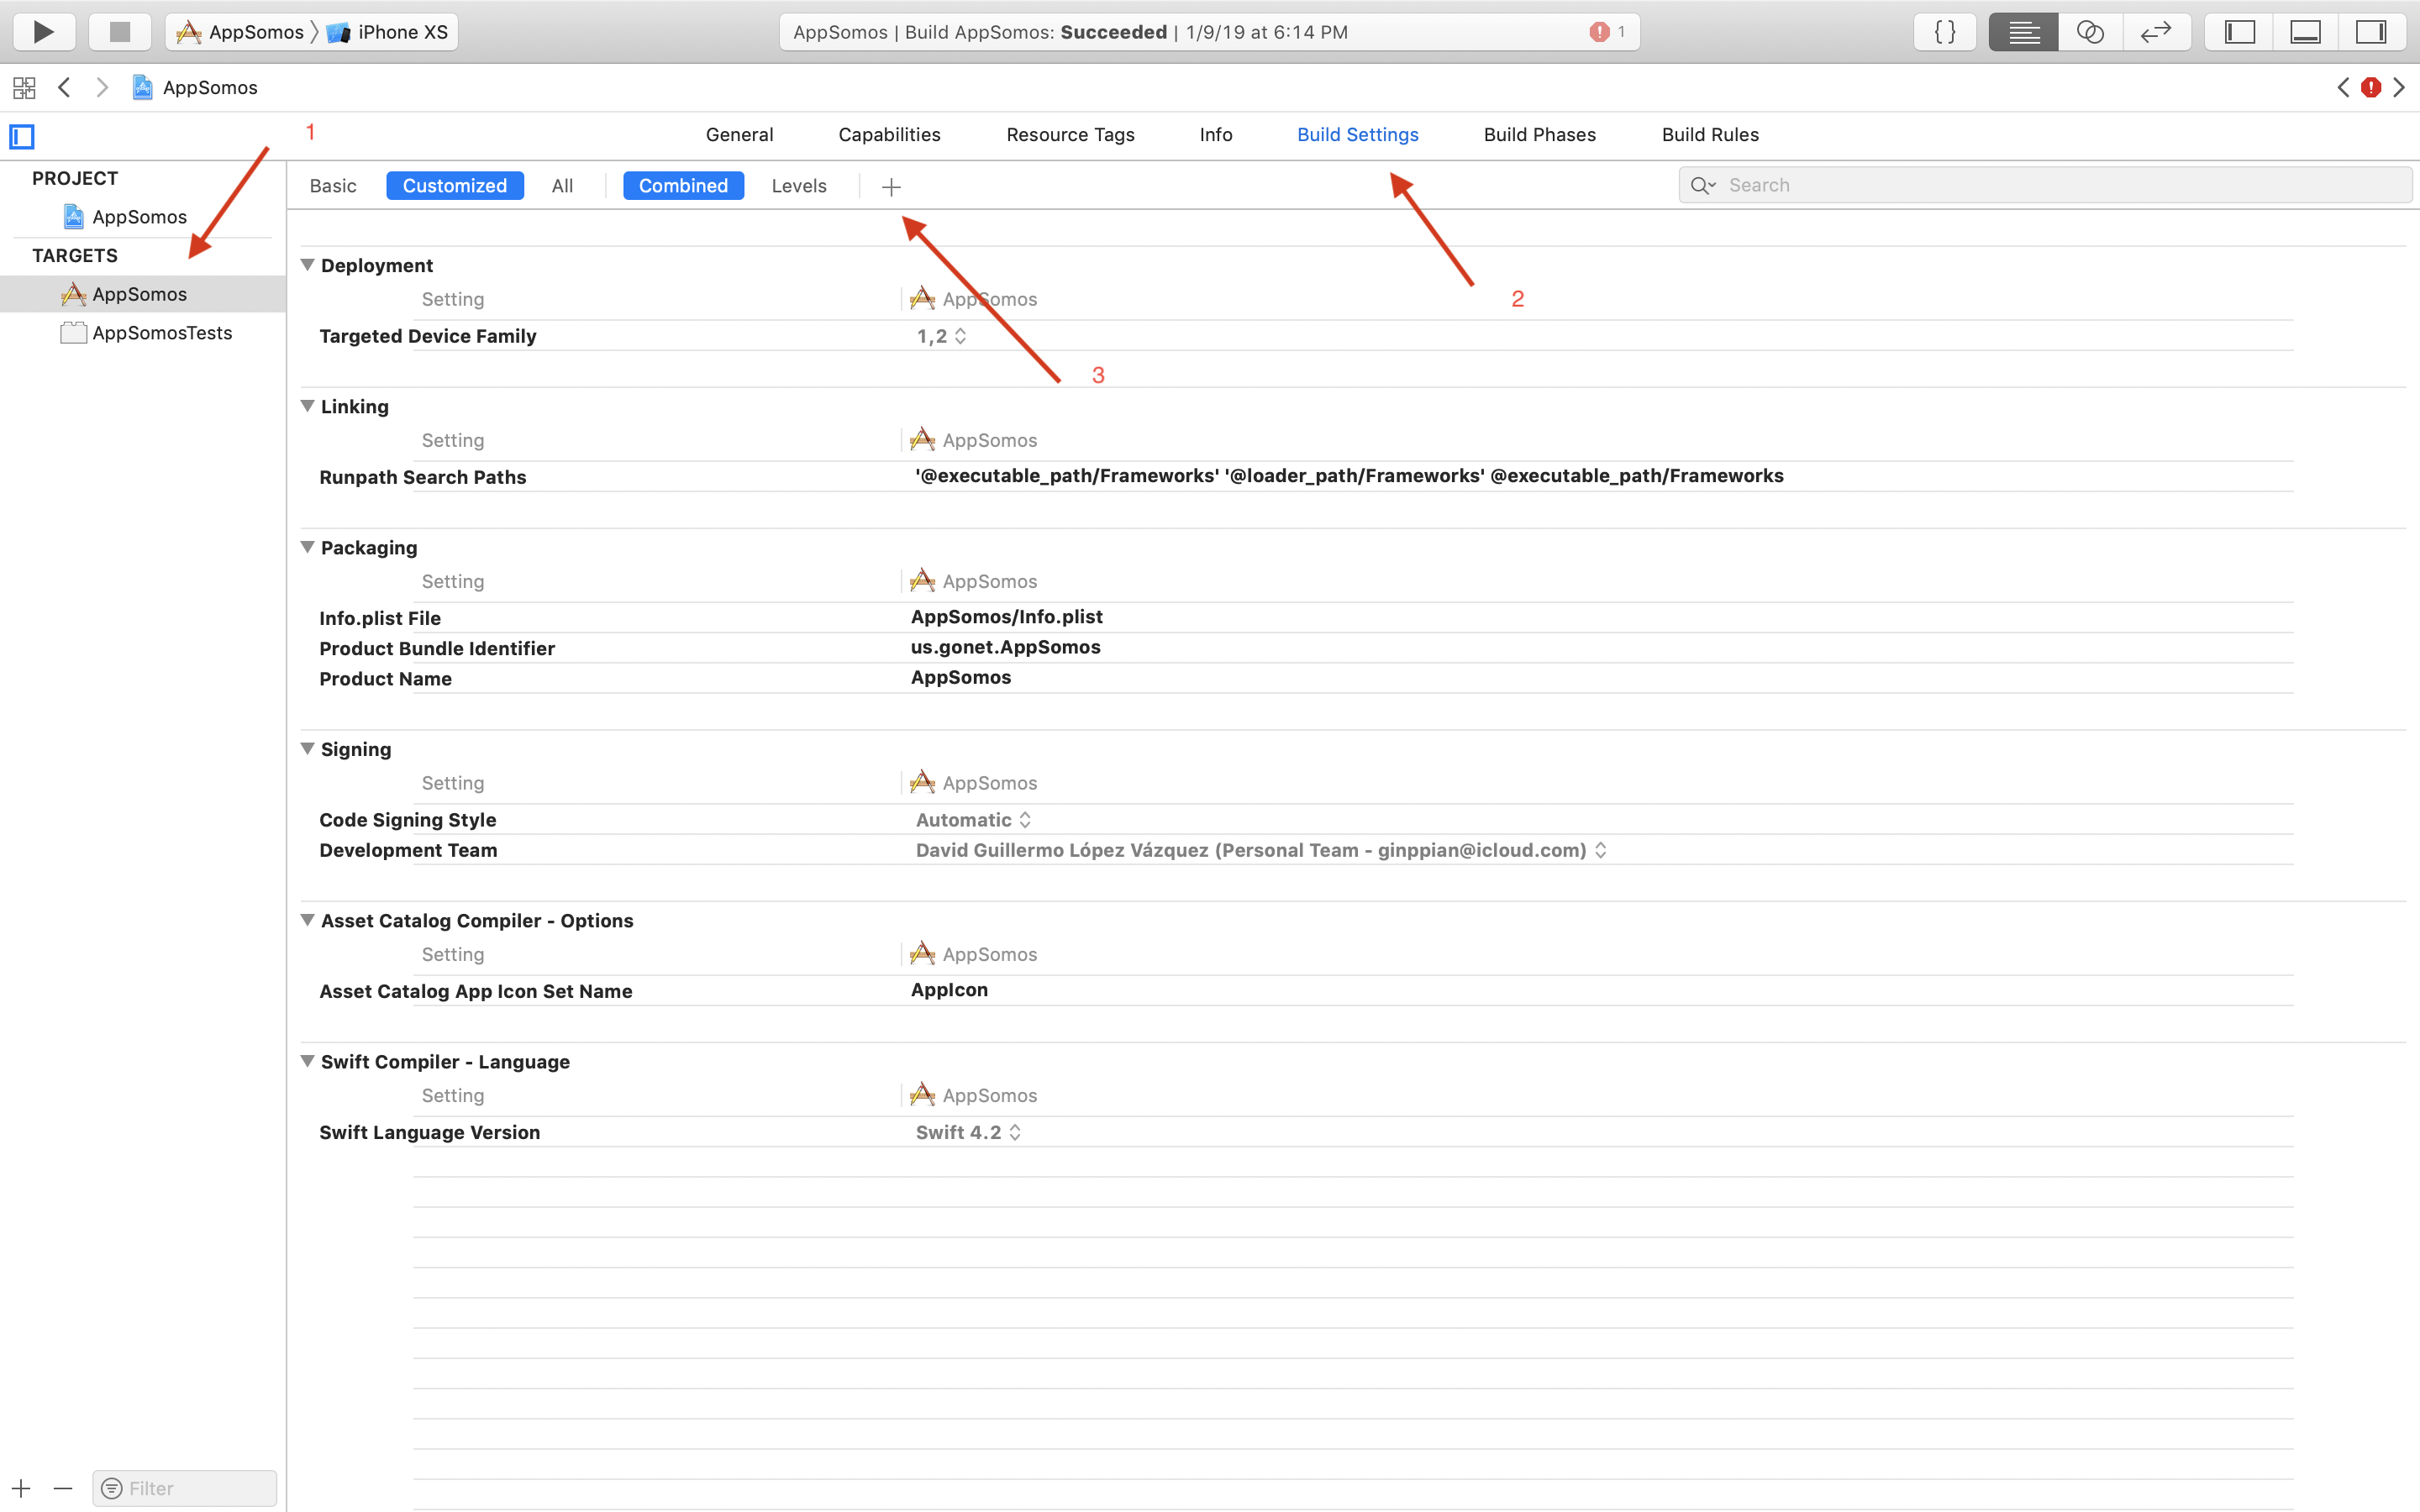 AppSomos iPhone XS
AppSomos | Build AppSomos: Succeeded | 1/9/19 at 6:14 PM 1
{ }
AppSomos
1
General Capabilities Resource Tags Info Build Settings Build Phases Build Rules
PROJECT
AppSomos
TARGETS
AppSomos
AppSomosTests
Basic Customized All Combined Levels + Search
Deployment
Setting AppSomos
2
Targeted Device Family 1,2
3
Linking
Setting AppSomos
Runpath Search Paths '@executable_path/Frameworks' '@loader_path/Frameworks' @executable_path/Frameworks
Packaging
Setting AppSomos
Info.plist File AppSomos/Info.plist
Product Bundle Identifier us.gonet.AppSomos
Product Name AppSomos
Signing
Setting AppSomos
Code Signing Style Automatic
Development Team David Guillermo López Vázquez (Personal Team - ginppian@icloud.com)
Asset Catalog Compiler - Options
Setting AppSomos
Asset Catalog App Icon Set Name AppIcon
Swift Compiler - Language
Setting AppSomos
Swift Language Version Swift 4.2
Filter